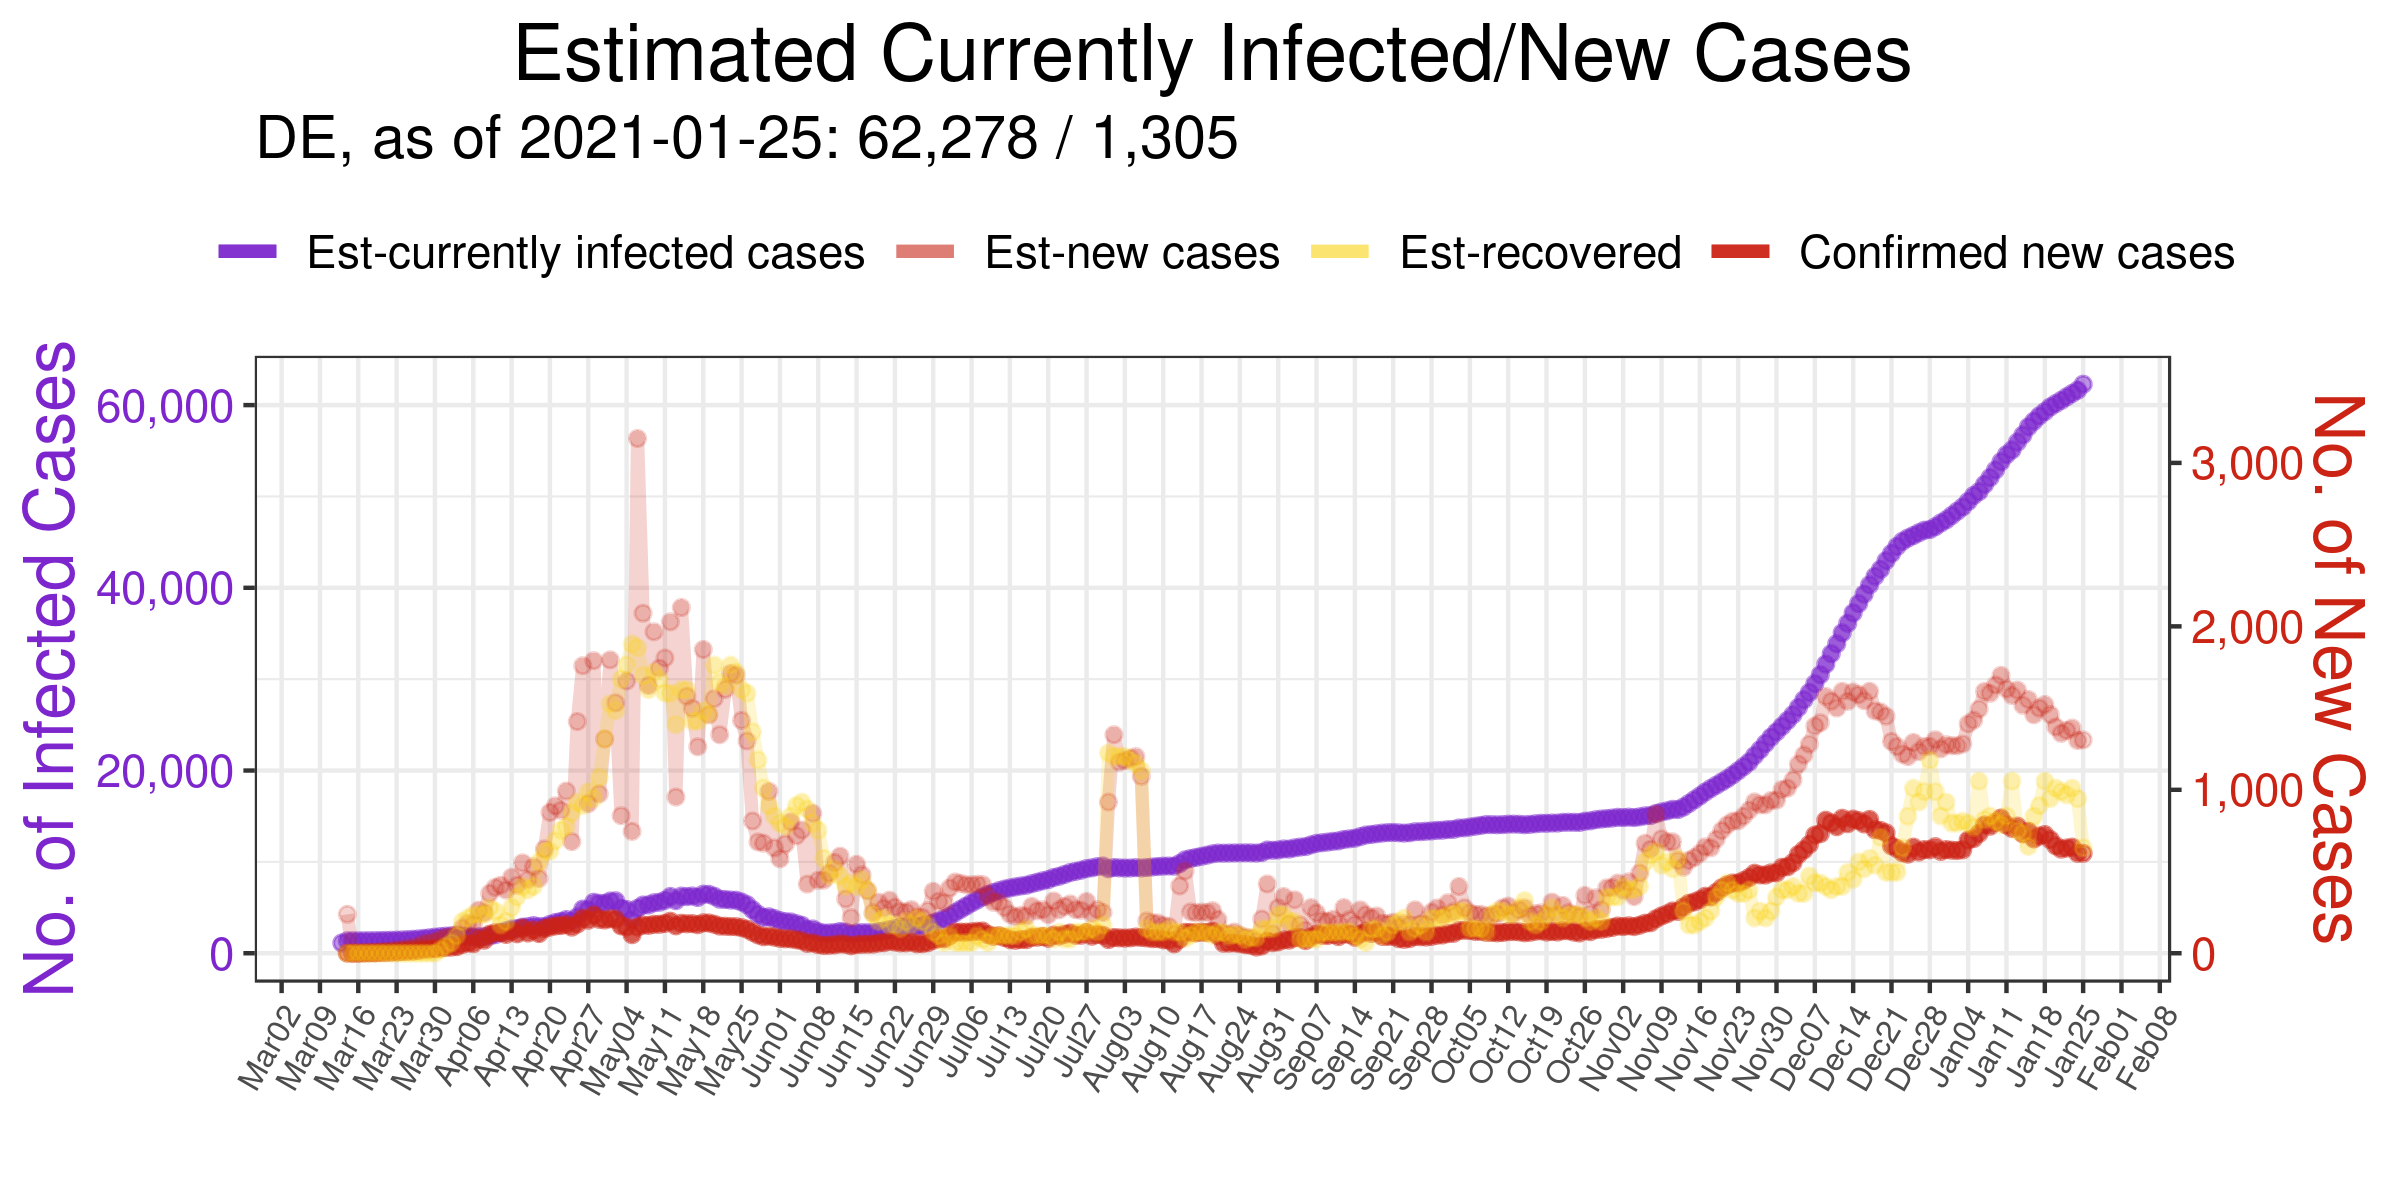 Estimated Currently Infected/New Cases
DE, as of 2021-01-25: 62,278 / 1,305
Est-currently infected cases Est-new cases Est-recovered Confirmed new cases
No. of Infected Cases
60,000
40,000
20,000
0
3,000
2,000
1,000
0
No. of New Cases
Mar02 Mar09 Mar16 Mar23 Mar30 Apr06 Apr13 Apr20 Apr27 May04 May11 May18 May25 Jun01 Jun08 Jun15 Jun22 Jun29 Jul06 Jul13 Jul20 Jul27 Aug03 Aug10 Aug17 Aug24 Aug31 Sep07 Sep14 Sep21 Sep28 Oct05 Oct12 Oct19 Oct26 Nov02 Nov09 Nov16 Nov23 Nov30 Dec07 Dec14 Dec21 Dec28 Jan04 Jan11 Jan18 Jan25 Feb01 Feb08